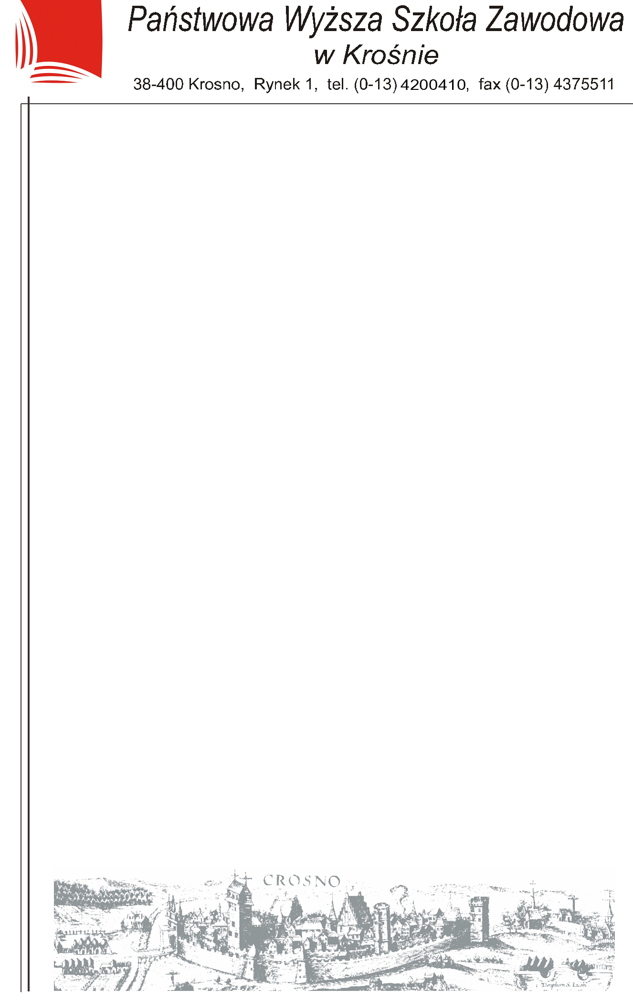 Państwowa Wyższa Szkoła Zawodowa
w Krośnie
38-400 Krosno, Rynek 1, tel. (0-13) 4200410, fax (0-13) 4375511
CROSNO